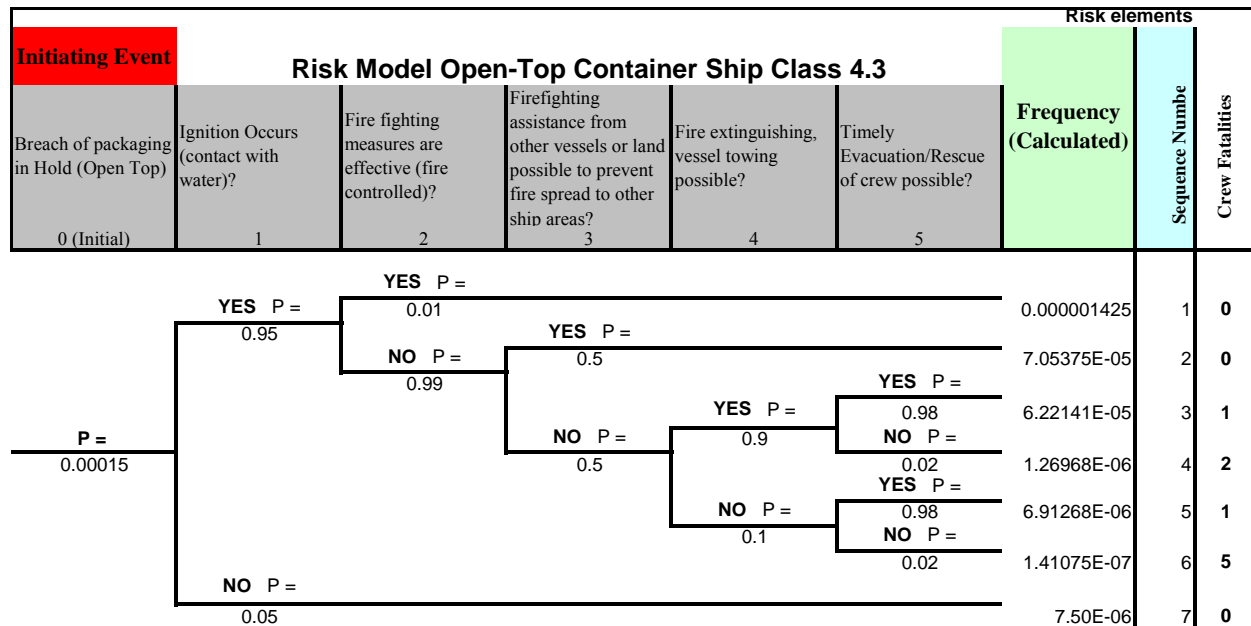 Risk elements
Initiating Event
Risk Model Open-Top Container Ship Class 4.3
Breach of packaging
in Hold (Open Top)
0 (Initial)
Ignition Occurs
(contact with
water)?
1
Fire fighting
measures are
effective (fire
controlled)?
2
Firefighting
assistance from
other vessels or land
possible to prevent
fire spread to other
ship areas?
3
Fire extinguishing,
vessel towing
possible?
4
Timely
Evacuation/Rescue
of crew possible?
5
Frequency
(Calculated)
Sequence Numbe
Crew Fatalities
YES P =
0.01
0.000001425 1 0
YES P =
0.95
YES P =
0.5
7.05375E-05 2 0
NO P =
0.99
YES P =
0.98
6.22141E-05 3 1
YES P =
0.9
NO P =
0.02
1.26968E-06 4 2
P =
0.00015
NO P =
0.5
YES P =
0.98
6.91268E-06 5 1
NO P =
0.1
NO P =
0.02
1.41075E-07 6 5
NO P =
0.05
7.50E-06 7 0